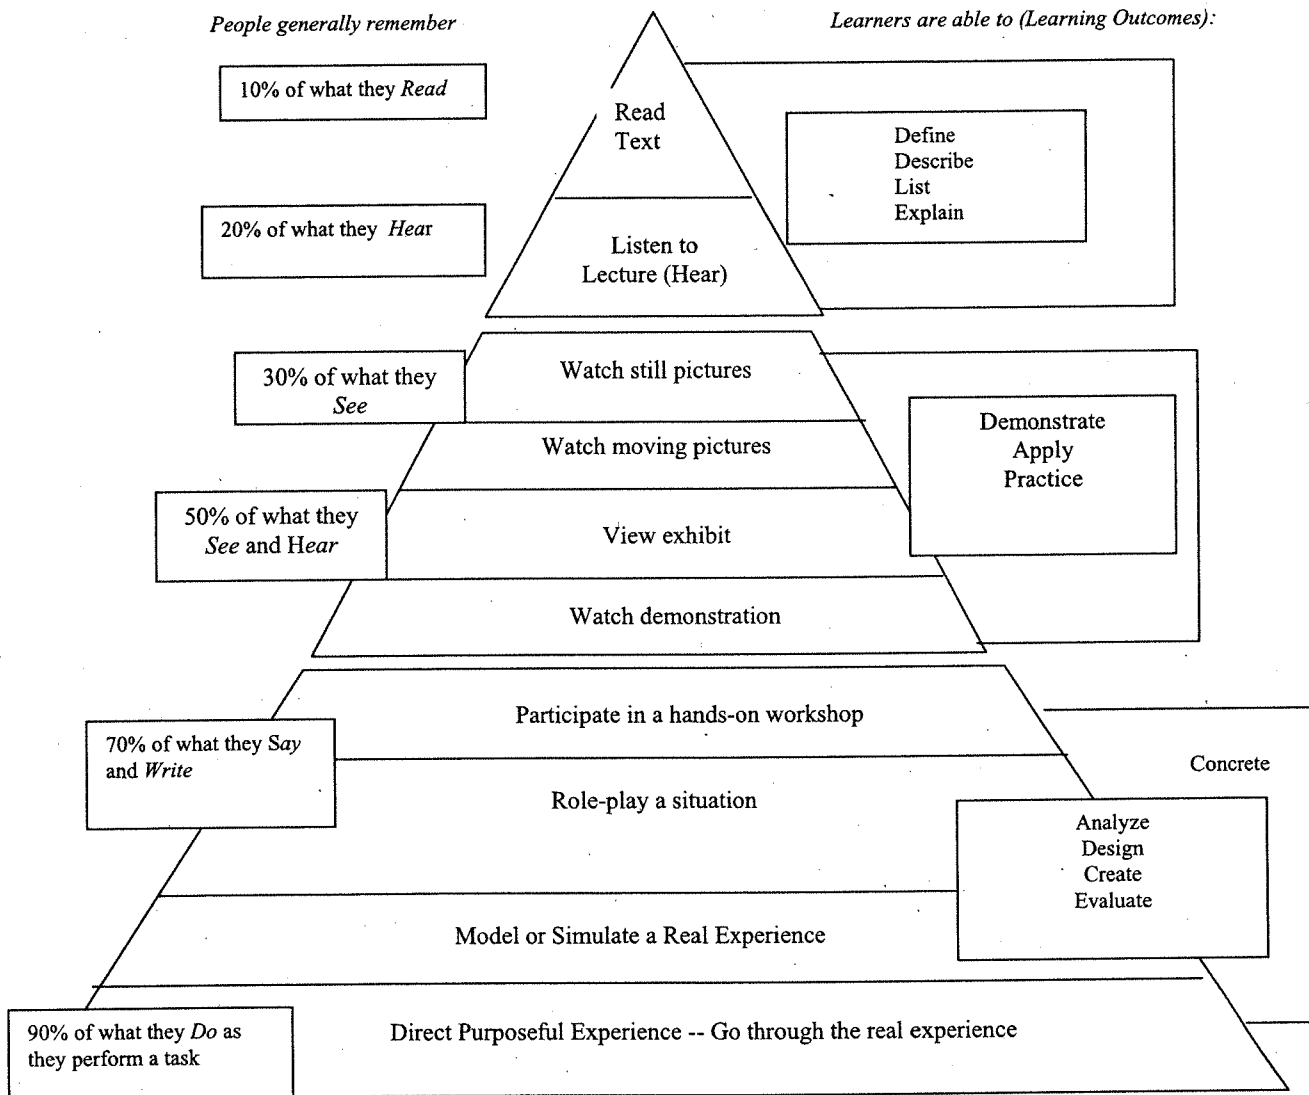 People generally remember
Learners are able to (Learning Outcomes):
10% of what they Read
Read
Text
Define
Describe
List
Explain
20% of what they Hear
Listen to
Lecture (Hear)
30% of what they
See
Watch still pictures
Watch moving pictures
Demonstrate
Apply
Practice
50% of what they
See and Hear
View exhibit
Watch demonstration
Participate in a hands-on workshop
70% of what they Say
and Write
Role-play a situation
Concrete
Analyze
Design
Create
Evaluate
Model or Simulate a Real Experience
90% of what they Do as
they perform a task
Direct Purposeful Experience -- Go through the real experience